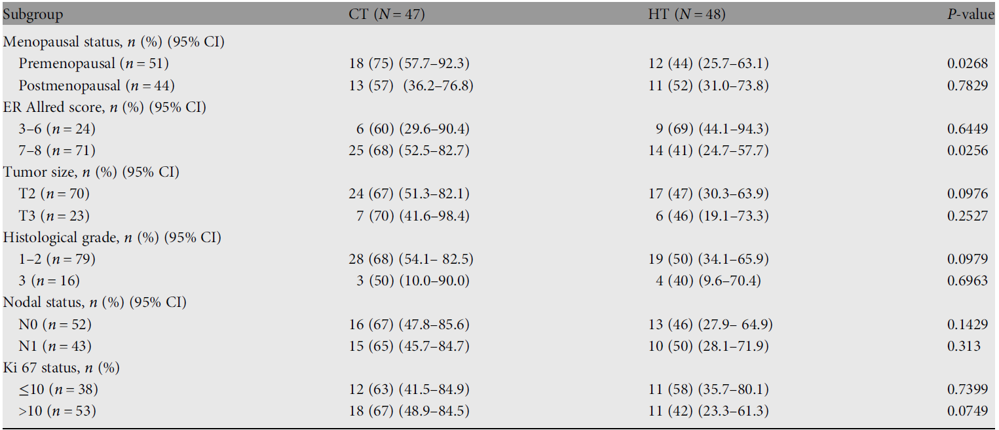 Subgroup CT (N = 47) HT (N = 48) P-value
Menopausal status, n (%) (95% CI)
Premenopausal (n = 51) 18 (75) (57.7–92.3) 12 (44) (25.7–63.1) 0.0268
Postmenopausal (n = 44) 13 (57) (36.2–76.8) 11 (52) (31.0–73.8) 0.7829
ER Allred score, n (%) (95% CI)
3–6 (n = 24) 6 (60) (29.6–90.4) 9 (69) (44.1–94.3) 0.6449
7–8 (n = 71) 25 (68) (52.5–82.7) 14 (41) (24.7–57.7) 0.0256
Tumor size, n (%) (95% CI)
T2 (n = 70) 24 (67) (51.3–82.1) 17 (47) (30.3–63.9) 0.0976
T3 (n = 23) 7 (70) (41.6–98.4) 6 (46) (19.1–73.3) 0.2527
Histological grade, n (%) (95% CI)
1–2 (n = 79) 28 (68) (54.1– 82.5) 19 (50) (34.1–65.9) 0.0979
3 (n = 16) 3 (50) (10.0–90.0) 4 (40) (9.6–70.4) 0.6963
Nodal status, n (%) (95% CI)
N0 (n = 52) 16 (67) (47.8–85.6) 13 (46) (27.9– 64.9) 0.1429
N1 (n = 43) 15 (65) (45.7–84.7) 10 (50) (28.1–71.9) 0.313
Ki 67 status, n (%)
≤10 (n = 38) 12 (63) (41.5–84.9) 11 (58) (35.7–80.1) 0.7399
>10 (n = 53) 18 (67) (48.9–84.5) 11 (42) (23.3–61.3) 0.0749